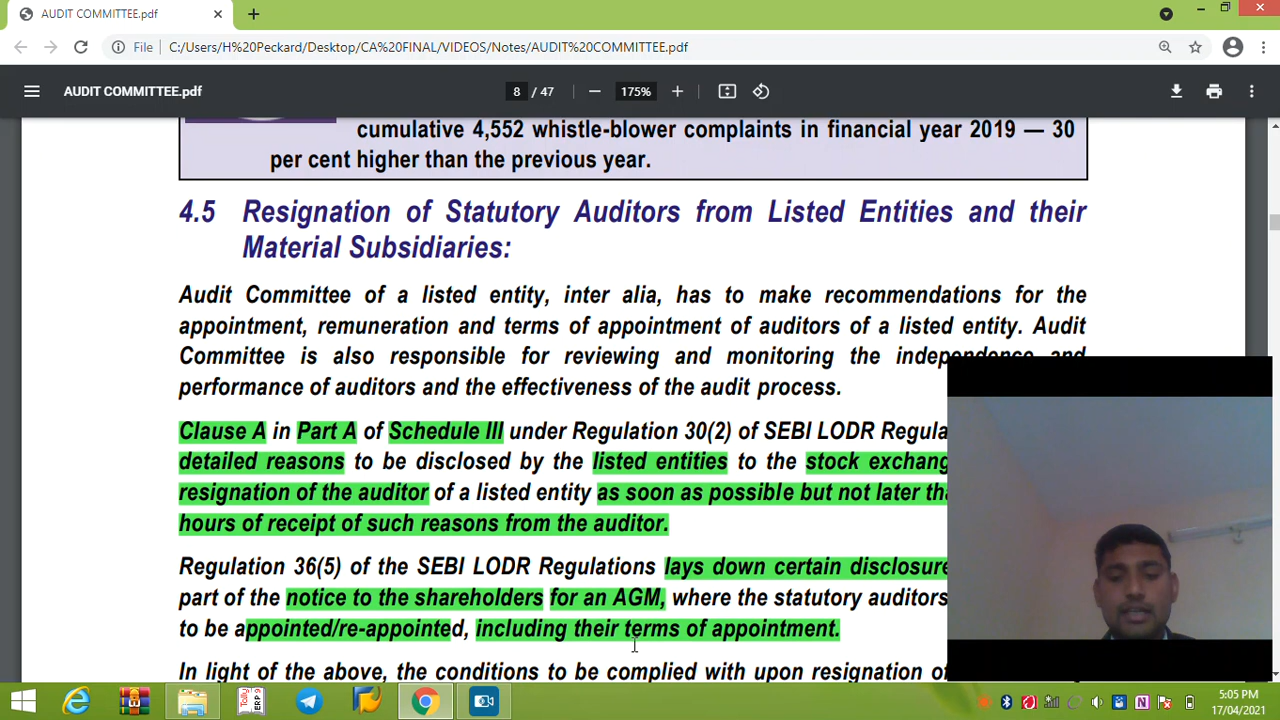 AUDIT COMMITTEE.pdf
File C:/Users/H%20Peckard/Desktop/CA%20FINAL/VIDEOS/Notes/AUDIT%20COMMITTEE.pdf
AUDIT COMMITTEE.pdf 8 / 47 175%
cumulative 4,552 whistle-blower complaints in financial year 2019 — 30
per cent higher than the previous year.
4.5 Resignation of Statutory Auditors from Listed Entities and their
Material Subsidiaries:
Audit Committee of a listed entity, inter alia, has to make recommendations for the
appointment, remuneration and terms of appointment of auditors of a listed entity. Audit
Committee is also responsible for reviewing and monitoring the independence and
performance of auditors and the effectiveness of the audit process.
Clause A in Part A of Schedule III under Regulation 30(2) of SEBI LODR Regula
detailed reasons to be disclosed by the listed entities to the stock exchang
resignation of the auditor of a listed entity as soon as possible but not later tha
hours of receipt of such reasons from the auditor.
Regulation 36(5) of the SEBI LODR Regulations lays down certain disclosure
part of the notice to the shareholders for an AGM, where the statutory auditors
to be appointed/re-appointed, including their terms of appointment.
In light of the above, the conditions to be complied with upon resignation of
5:05 PM
17/04/2021